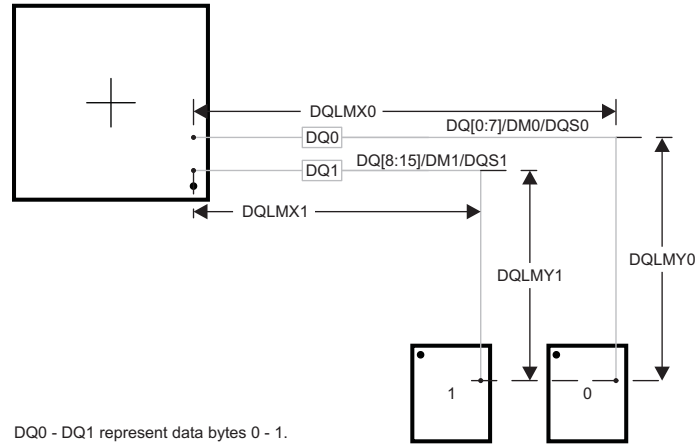 DQLMX0
DQ[0:7]/DM0/DQS0
DQ0
DQ[8:15]/DM1/DQS1
DQ1
DQLMX1
DQLMY0
DQLMY1
1
0
DQ0 - DQ1 represent data bytes 0 - 1.